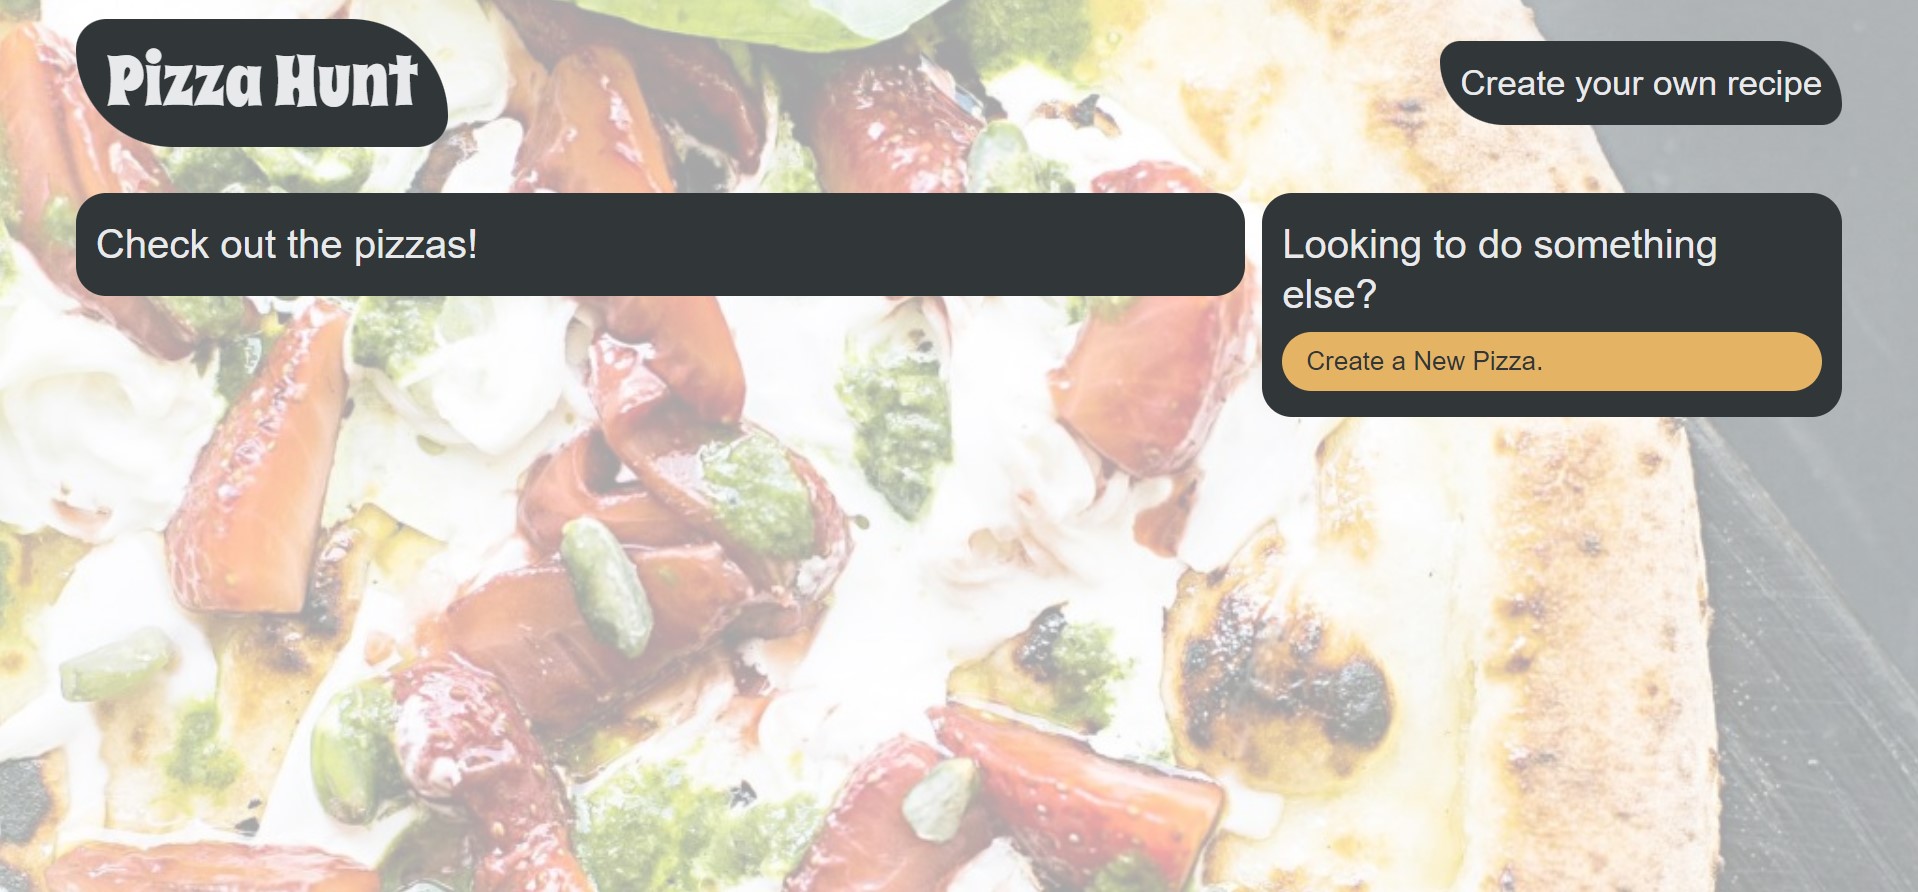 Pizza Hunt
Create your own recipe
Check out the pizzas!
Looking to do something
else?
Create a New Pizza.